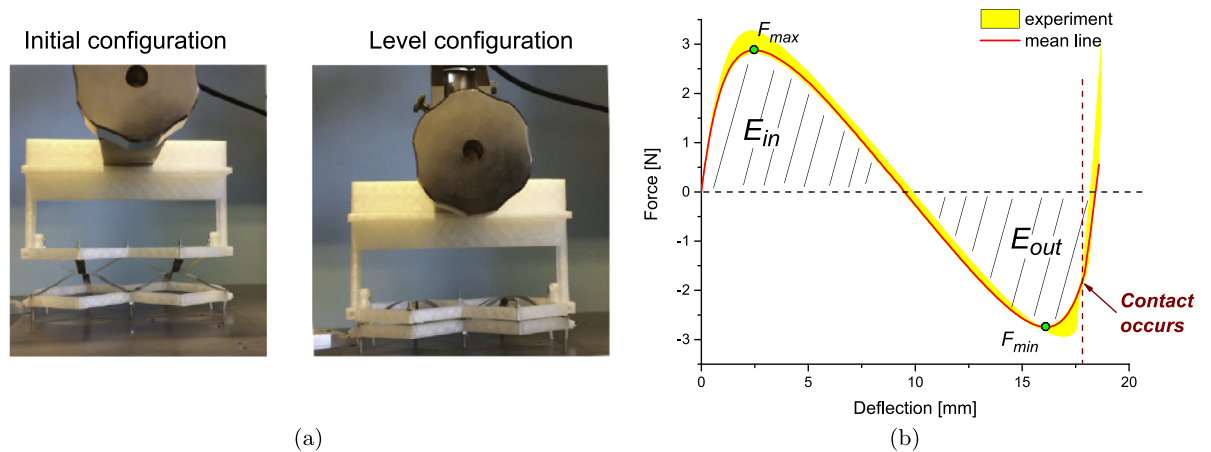 Initial configuration
Level configuration
(a)
experiment
mean line
F_max
E_in
E_out
F_min
Contact
occurs
3
2
1
0
-1
-2
-3
0
5
10
15
20
Force [N]
Deflection [mm]
(b)